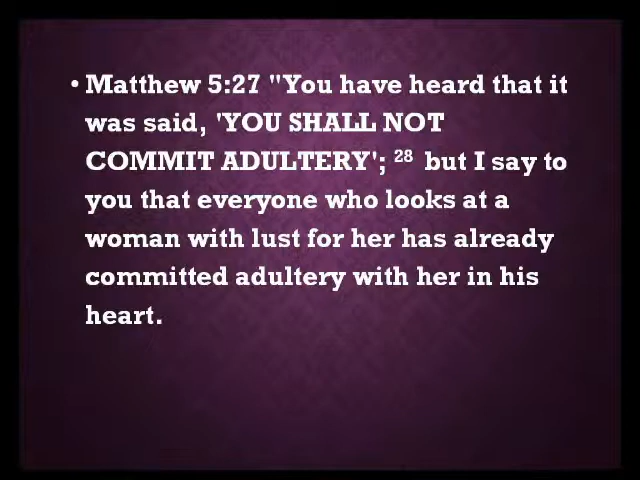 • Matthew 5:27 "You have heard that it
was said, 'YOU SHALL NOT
COMMIT ADULTERY'; 28 but I say to
you that everyone who looks at a
woman with lust for her has already
committed adultery with her in his
heart.